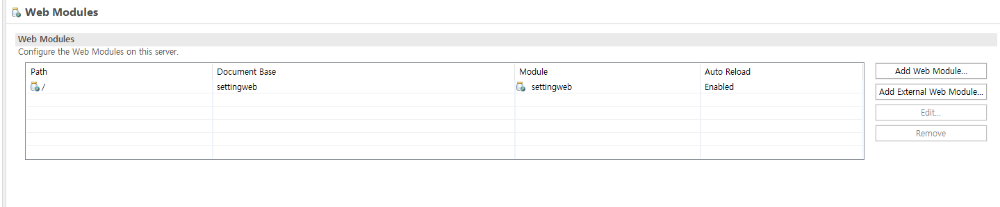 Web Modules
Web Modules
Configure the Web Modules on this server.
Path Document Base Module Auto Reload
/ settingweb settingweb Enabled
Add Web Module...
Add External Web Module...
Edit...
Remove